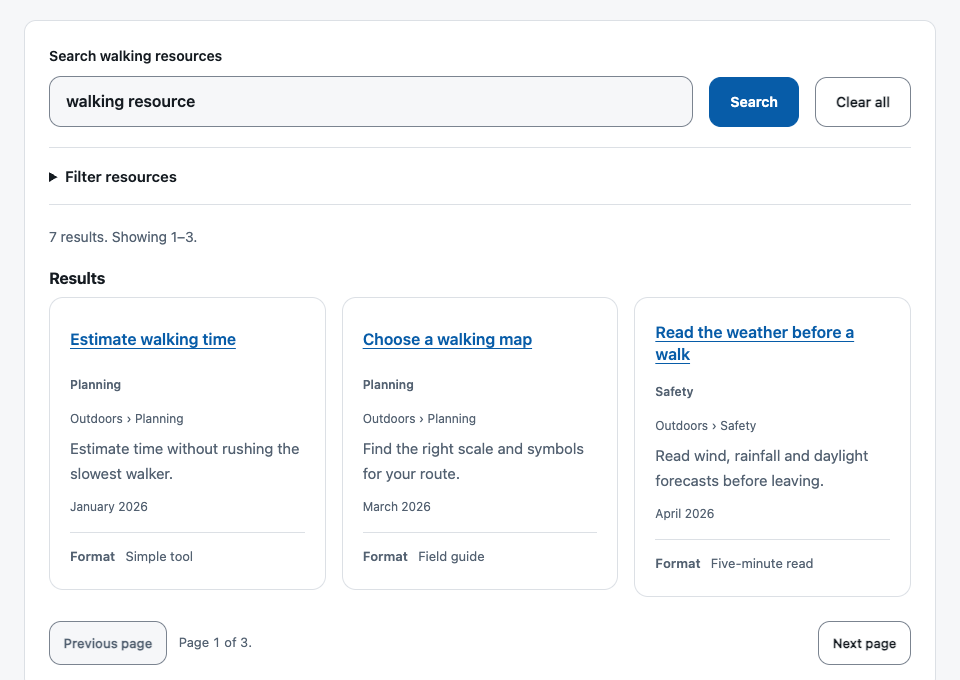 Search walking resources
walking resource
Search
Clear all
Filter resources
7 results. Showing 1–3.
Results
Estimate walking time
Planning
Outdoors › Planning
Estimate time without rushing the
slowest walker.
January 2026
Format Simple tool
Choose a walking map
Planning
Outdoors › Planning
Find the right scale and symbols
for your route.
March 2026
Format Field guide
Read the weather before a
walk
Safety
Outdoors › Safety
Read wind, rainfall and daylight
forecasts before leaving.
April 2026
Format Five-minute read
Previous page
Page 1 of 3.
Next page